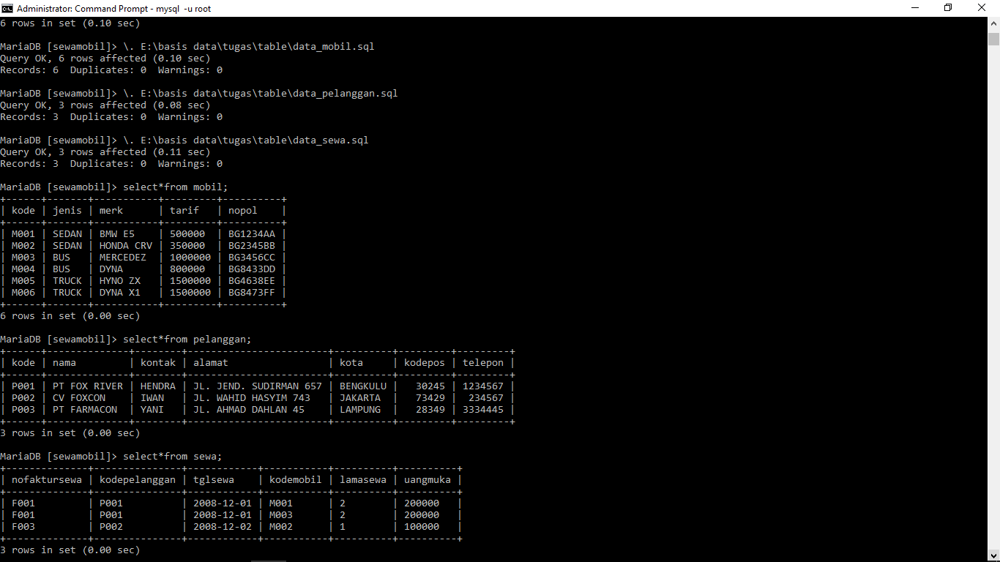 Administrator: Command Prompt - mysql  -u root
6 rows in set (0.10 sec)
MariaDB [sewamobil]> \. E:\basis data\tugas\table\data_mobil.sql
Query OK, 6 rows affected (0.10 sec)
Records: 6  Duplicates: 0  Warnings: 0
MariaDB [sewamobil]> \. E:\basis data\tugas\table\data_pelanggan.sql
Query OK, 3 rows affected (0.08 sec)
Records: 3  Duplicates: 0  Warnings: 0
MariaDB [sewamobil]> \. E:\basis data\tugas\table\data_sewa.sql
Query OK, 3 rows affected (0.11 sec)
Records: 3  Duplicates: 0  Warnings: 0
MariaDB [sewamobil]> select*from mobil;
+------+-------+-----------+---------+----------+
| kode | jenis | merk      | tarif   | nopol    |
+------+-------+-----------+---------+----------+
| M001 | SEDAN | BMW E5    | 500000  | BG1234AA |
| M002 | SEDAN | HONDA CRV | 350000  | BG2345BB |
| M003 | BUS   | MERCEDEZ  | 1000000 | BG3456CC |
| M004 | BUS   | DYNA      | 800000  | BG8433DD |
| M005 | TRUCK | HYNO ZX   | 1500000 | BG4638EE |
| M006 | TRUCK | DYNA X1   | 1500000 | BG8473FF |
+------+-------+-----------+---------+----------+
6 rows in set (0.00 sec)
MariaDB [sewamobil]> select*from pelanggan;
+------+--------------+--------+------------------------+----------+---------+---------+
| kode | nama         | kontak | alamat                 | kota     | kodepos | telepon |
+------+--------------+--------+------------------------+----------+---------+---------+
| P001 | PT FOX RIVER | HENDRA | JL. JEND. SUDIRMAN 657 | BENGKULU |   30245 | 1234567 |
| P002 | CV FOXCON    | IWAN   | JL. WAHID HASYIM 743   | JAKARTA  |   73429 |  234567 |
| P003 | PT FARMACON  | YANI   | JL. AHMAD DAHLAN 45    | LAMPUNG  |   28349 | 3334445 |
+------+--------------+--------+------------------------+----------+---------+---------+
3 rows in set (0.00 sec)
MariaDB [sewamobil]> select*from sewa;
+--------------+---------------+------------+-----------+----------+----------+
| nofaktursewa | kodepelanggan | tglsewa    | kodemobil | lamasewa | uangmuka |
+--------------+---------------+------------+-----------+----------+----------+
| F001         | P001          | 2008-12-01 | M001      | 2        | 200000   |
| F001         | P001          | 2008-12-01 | M003      | 2        | 200000   |
| F003         | P002          | 2008-12-02 | M002      | 1        | 100000   |
+--------------+---------------+------------+-----------+----------+----------+
3 rows in set (0.00 sec)